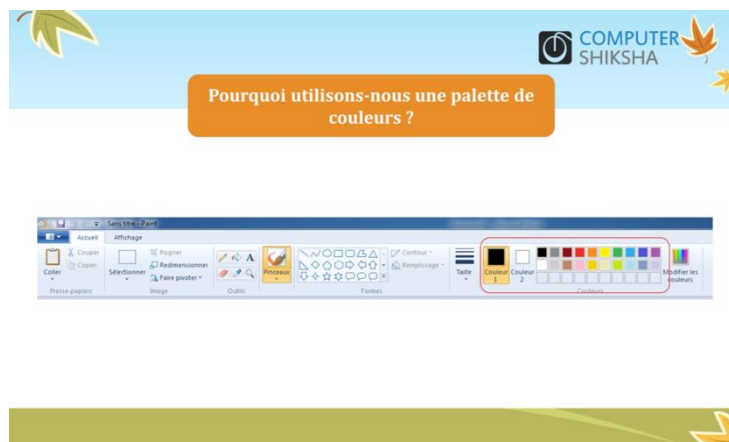 COMPUTER
SHIKSHA
Pourquoi utilisons-nous une palette de
couleurs ?
Sans titre - Paint
Accueil Affichage
Coller
Couper
Copier
Presse-papiers
Sélectionner
Rogner
Redimensionner
Faire pivoter
Image
A
Outils
Pinceaux
Contour
Remplissage
Formes
Taille
Couleur
1
Couleur
2
Couleurs
Modifier les
couleurs